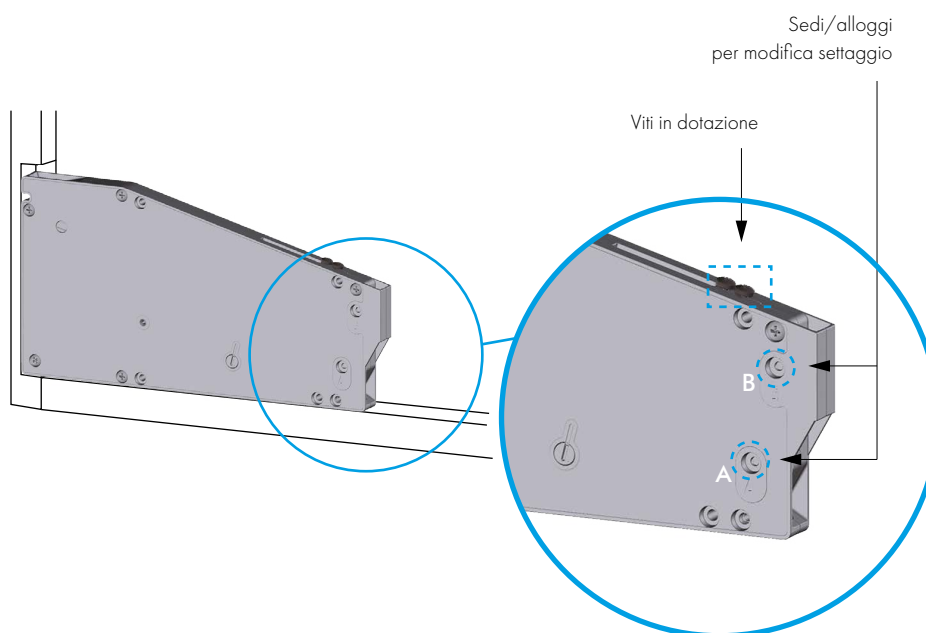 Sedi/alloggi
per modifica settaggio
Viti in dotazione
B
A